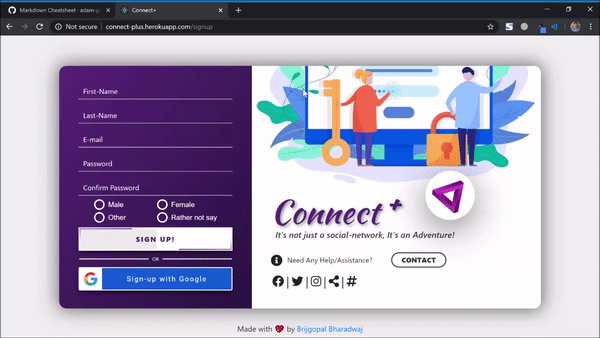 Markdown Cheatsheet - adam-p
Connect+
Not secure | connect-plus.herokuapp.com/signup
First-Name
Last-Name
E-mail
Password
Confirm Password
Male
Female
Other
Rather not say
SIGN UP!
OR
Sign-up with Google
Connect+
It's not just a social-network, It's an Adventure!
Need Any Help/Assistance?
CONTACT
Made with ❤ by Brijgopal Bharadwaj